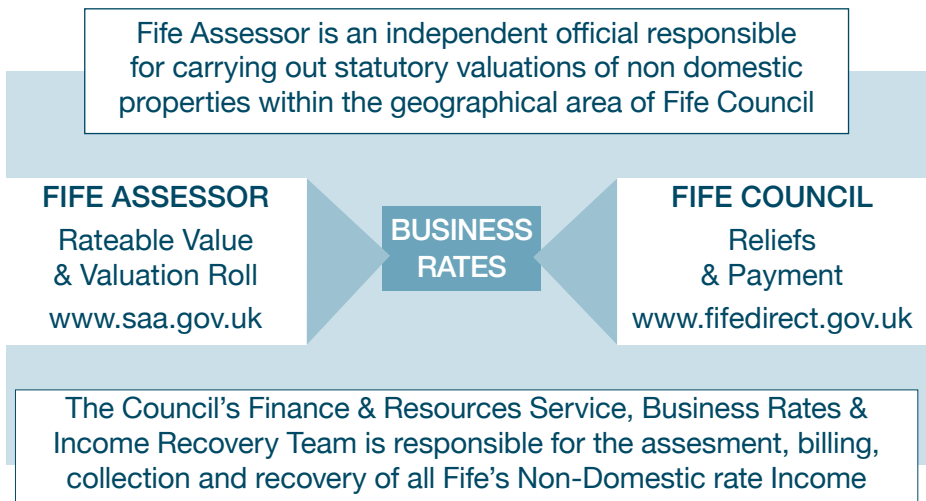 Fife Assessor is an independent official responsible
for carrying out statutory valuations of non domestic
properties within the geographical area of Fife Council
FIFE ASSESSOR
Rateable Value
& Valuation Roll
www.saa.gov.uk
BUSINESS
RATES
FIFE COUNCIL
Reliefs
& Payment
www.fifedirect.gov.uk
The Council's Finance & Resources Service, Business Rates &
Income Recovery Team is responsible for the assesment, billing,
collection and recovery of all Fife's Non-Domestic rate Income